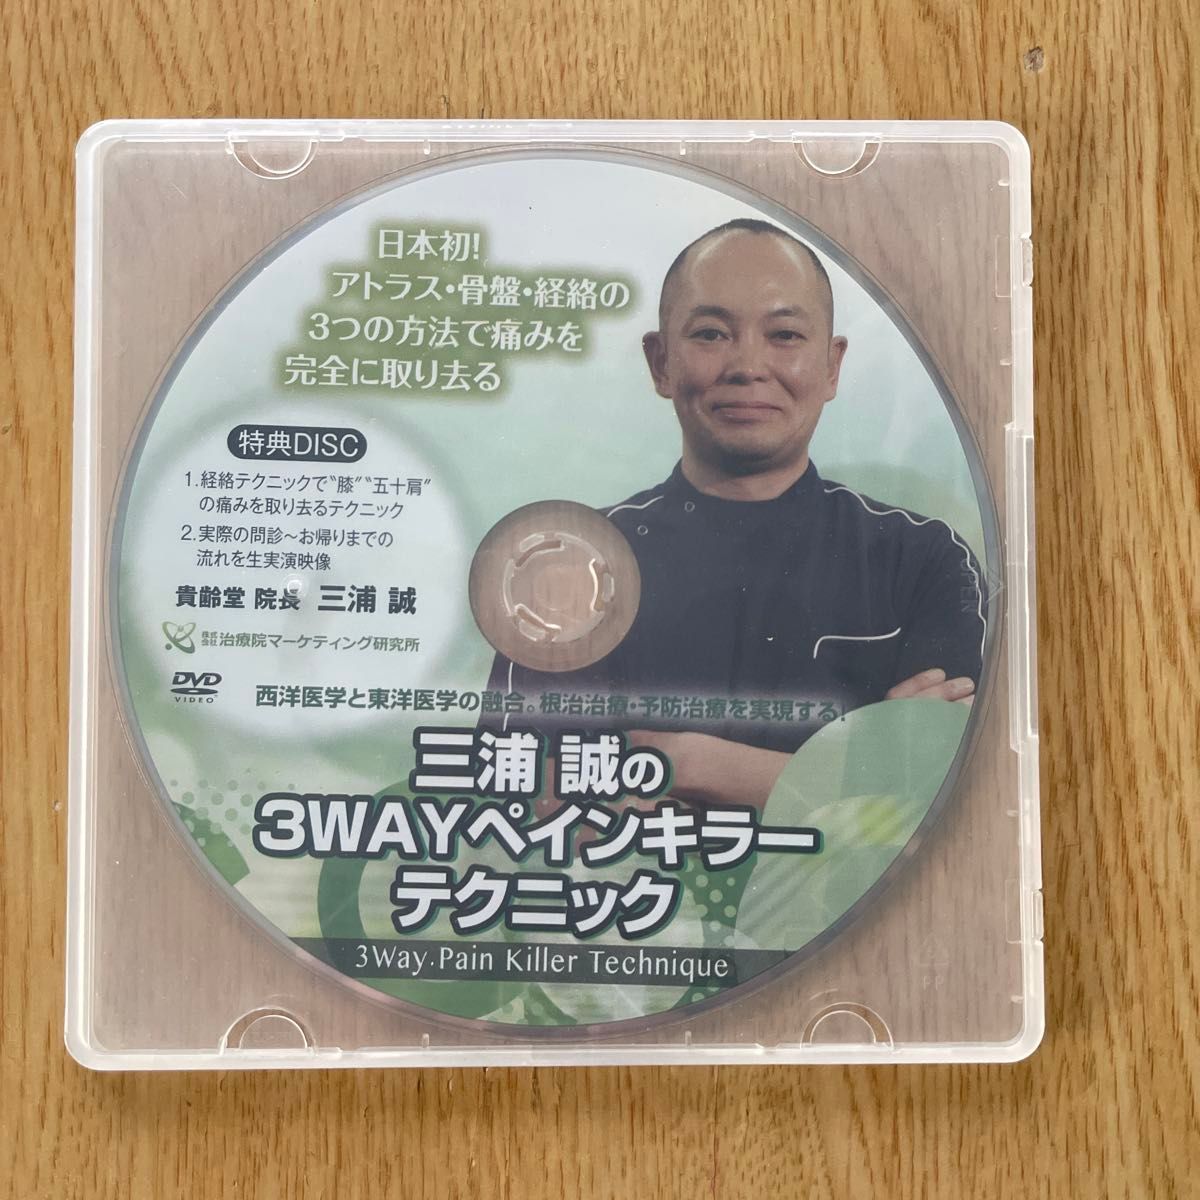 日本初!
アトラス・骨盤・経絡の
3つの方法で痛みを
完全に取り去る
特典DISC
1.経絡テクニックで〝膝〟〝五十肩〟
の痛みを取り去るテクニック
2.実際の問診~お帰りまでの
流れを生実演映像
貴齢堂 院長 三浦 誠
株式会社治療院マーケティング研究所
DVD
VIDEO
西洋医学と東洋医学の融合。根治治療・予防治療を実現する!
三浦 誠の
3WAYペインキラー
テクニック
3Way.Pain Killer Technique
OPEN
PP